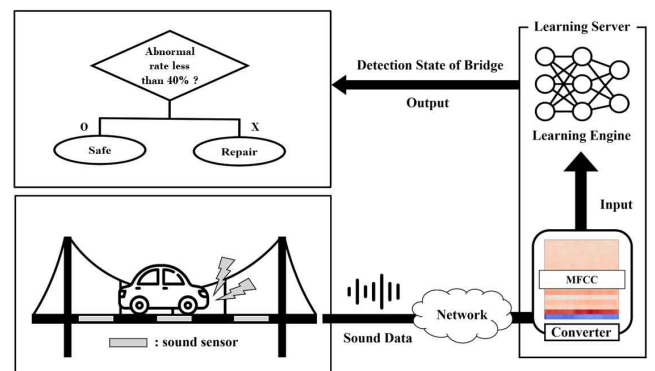 Abnormal
rate less
than 40% ?
O
X
Safe
Repair
Detection State of Bridge
Output
Learning Server
Learning Engine
Input
MFCC
Converter
Network
Sound Data
: sound sensor